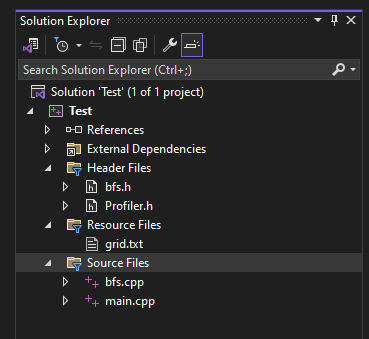 Solution Explorer
Search Solution Explorer (Ctrl+;)
Solution 'Test' (1 of 1 project)
Test
References
External Dependencies
Header Files
bfs.h
Profiler.h
Resource Files
grid.txt
Source Files
bfs.cpp
main.cpp